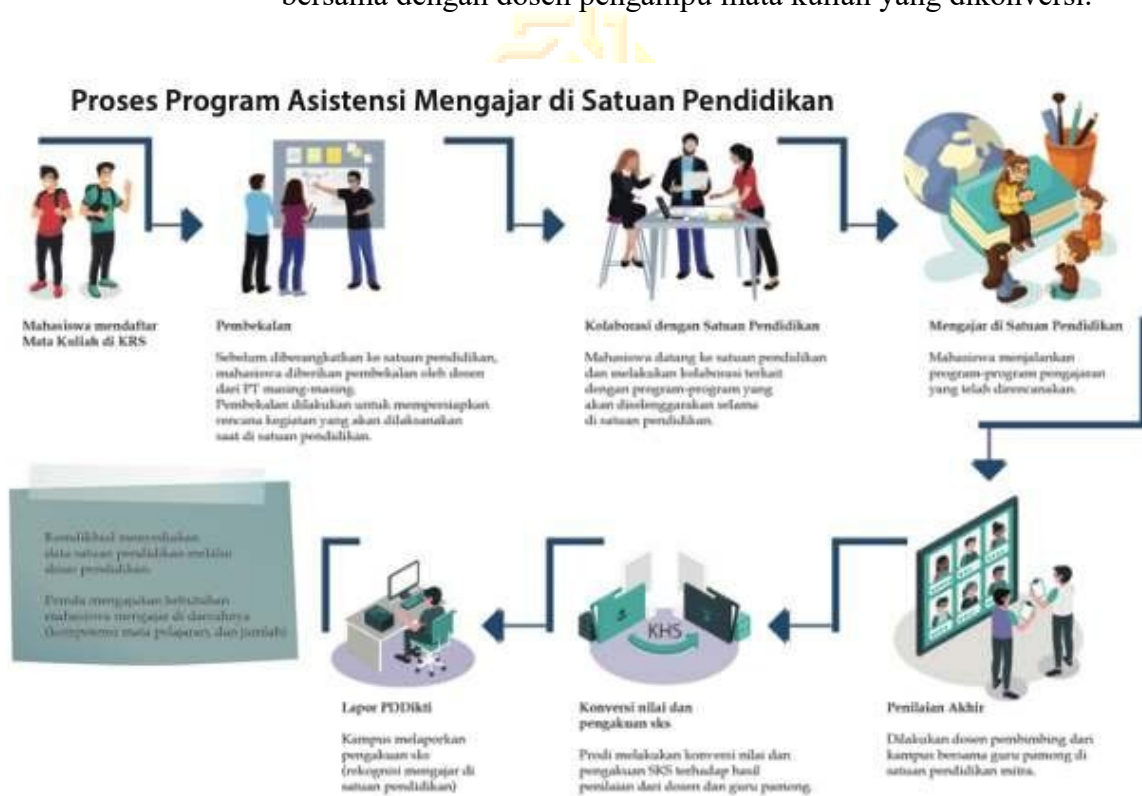 bersama dengan dosen pengampu mata kuliah yang dikonversi.
Proses Program Asistensi Mengajar di Satuan Pendidikan
Mahasiswa mendaftar
Mata Kuliah di KRS
Pembekalan
Sebelum diberangkatkan ke satuan pendidikan,
mahasiswa diberikan pembekalan oleh dosen
dari PT masing-masing.
Pembekalan dilakukan untuk mempersiapkan
rencana kegiatan yang akan dilaksanakan
saat di satuan pendidikan.
Kolaborasi dengan Satuan Pendidikan
Mahasiswa datang ke satuan pendidikan
dan melakukan kolaborasi terkait
dengan program-program yang
akan diselenggarakan selama
di satuan pendidikan.
Mengajar di Satuan Pendidikan
Mahasiswa menjalankan
program-program pengajaran
yang telah direncanakan.
Kemdikbud menyediakan
data satuan pendidikan melalui
dinas pendidikan.
Pemda mengajukan kebutuhan
mahasiswa mengajar di daerahnya
(kompetensi mata pelajaran, dan jumlah)
Lapor PDDikti
Kampus melaporkan
pengakuan sks
(rekognisi mengajar di
satuan pendidikan)
KHS
Konversi nilai dan
pengakuan sks
Prodi melakukan konversi nilai dan
pengakuan SKS terhadap hasil
penilaian dari dosen dan guru pamong.
Penilaian Akhir
Dilakukan dosen pembimbing dari
kampus bersama guru pamong di
satuan pendidikan mitra.